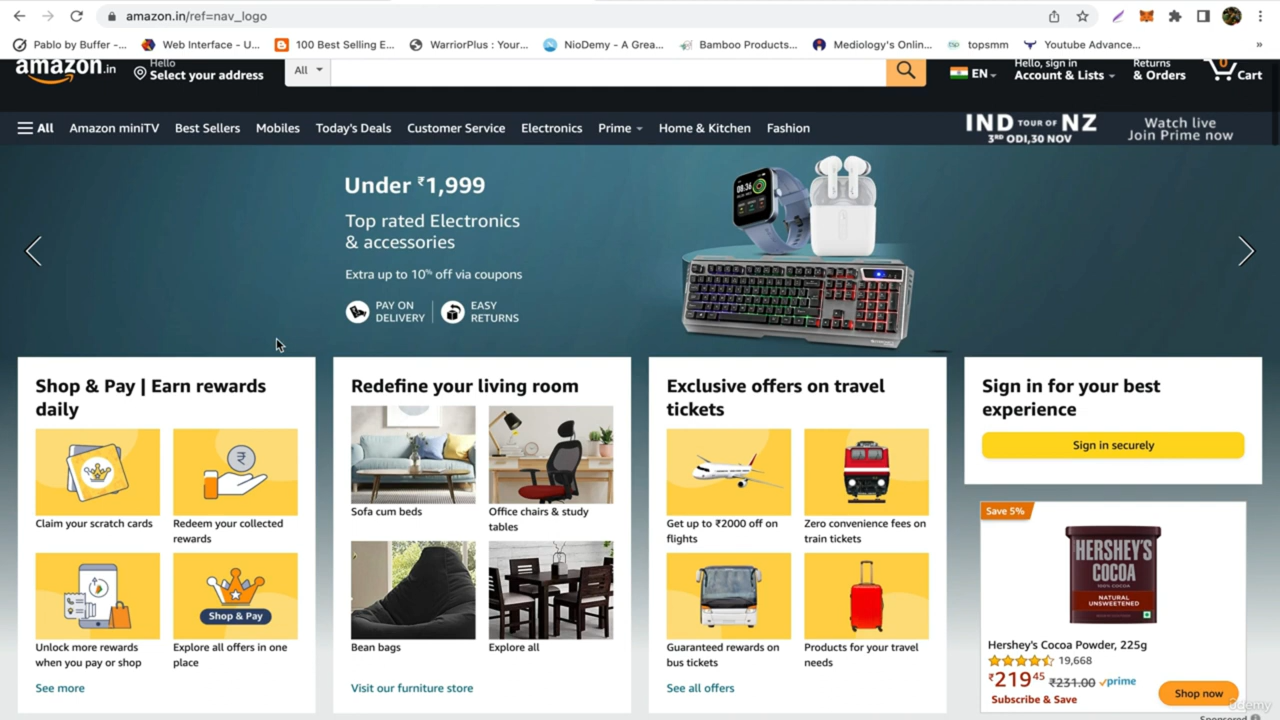 amazon.in/ref=nav_logo
Pablo by Buffer -...
Web Interface - U...
100 Best Selling E...
WarriorPlus : Your...
NioDemy - A Grea...
Bamboo Products...
Mediology's Onlin...
topsmm
Youtube Advance...
»
amazon.in
Hello
Select your address
All
EN
Hello, sign in
Account & Lists
Returns
& Orders
0
Cart
All
Amazon miniTV
Best Sellers
Mobiles
Today's Deals
Customer Service
Electronics
Prime
Home & Kitchen
Fashion
IND TOUR OF NZ
3RD ODI,30 NOV
Watch live
Join Prime now
Under ₹1,999
Top rated Electronics
& accessories
Extra up to 10% off via coupons
PAY ON
DELIVERY
EASY
RETURNS
08:36
Shop & Pay | Earn rewards
daily
Claim your scratch cards
₹
Redeem your collected
rewards
Unlock more rewards
when you pay or shop
Shop & Pay
Explore all offers in one
place
See more
Redefine your living room
Sofa cum beds
Office chairs & study
tables
Bean bags
Explore all
Visit our furniture store
Exclusive offers on travel
tickets
Get up to ₹2000 off on
flights
Zero convenience fees on
train tickets
Guaranteed rewards on
bus tickets
Products for your travel
needs
See all offers
Sign in for your best
experience
Sign in securely
Save 5%
HERSHEY'S
COCOA
100% COCOA
NATURAL
UNSWEETENED
Hershey's Cocoa Powder, 225g
19,668
₹219.45 ₹231.00 prime
Subscribe & Save
Shop now
Sponsored
Udemy